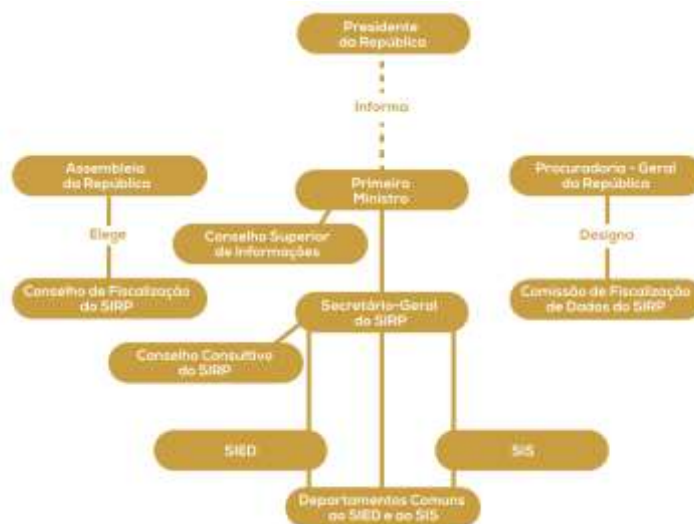 Presidente
da República
Informa
Assembleia
da República
Primeiro
Ministro
Procuradoria - Geral
da República
Elege
Conselho Superior
de Informações
Designa
Conselho de Fiscalização
do SIRP
Secretário-Geral
do SIRP
Comissão de Fiscalização
de Dados do SIRP
Conselho Consultivo
do SIRP
SIED
SIS
Departamentos Comuns
ao SIED e ao SIS